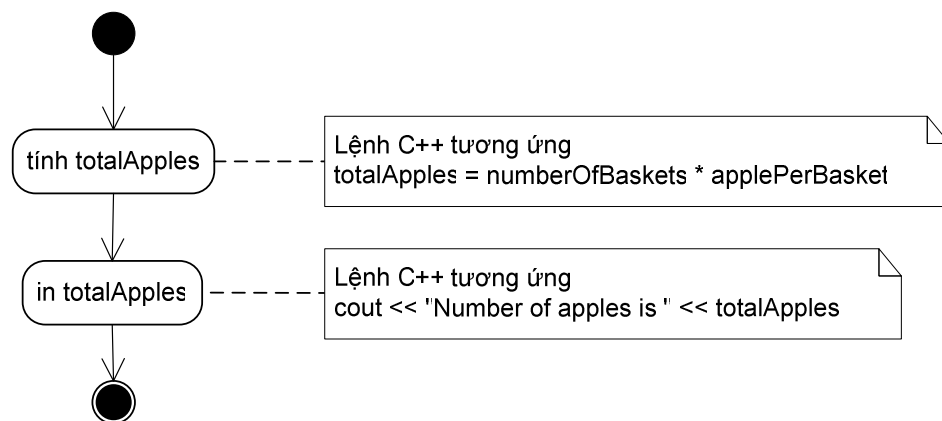 tính totalApples
Lệnh C++ tương ứng
totalApples = numberOfBaskets * applePerBasket
in totalApples
Lệnh C++ tương ứng
cout << "Number of apples is " << totalApples